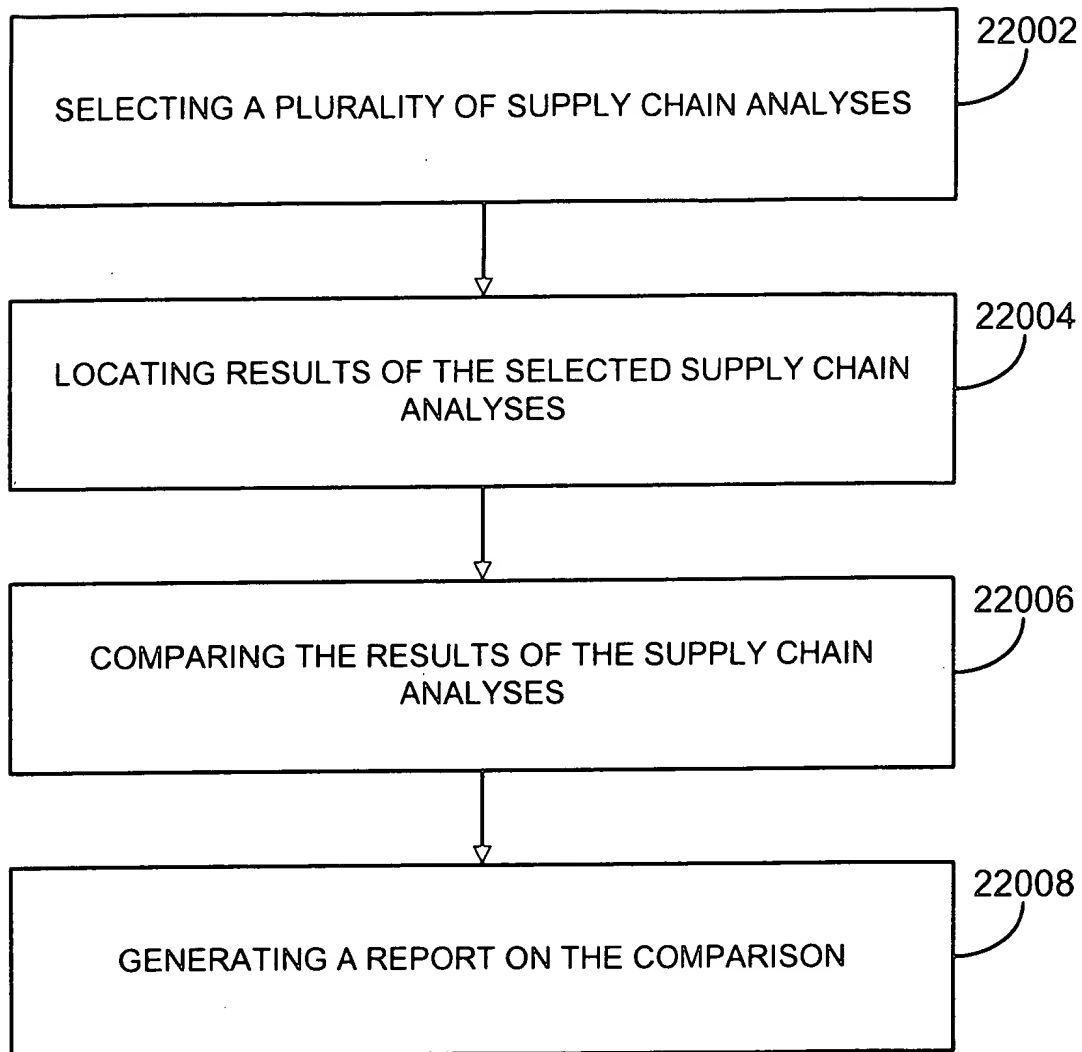 22002
SELECTING A PLURALITY OF SUPPLY CHAIN ANALYSES
22004
LOCATING RESULTS OF THE SELECTED SUPPLY CHAIN
ANALYSES
22006
COMPARING THE RESULTS OF THE SUPPLY CHAIN
ANALYSES
22008
GENERATING A REPORT ON THE COMPARISON